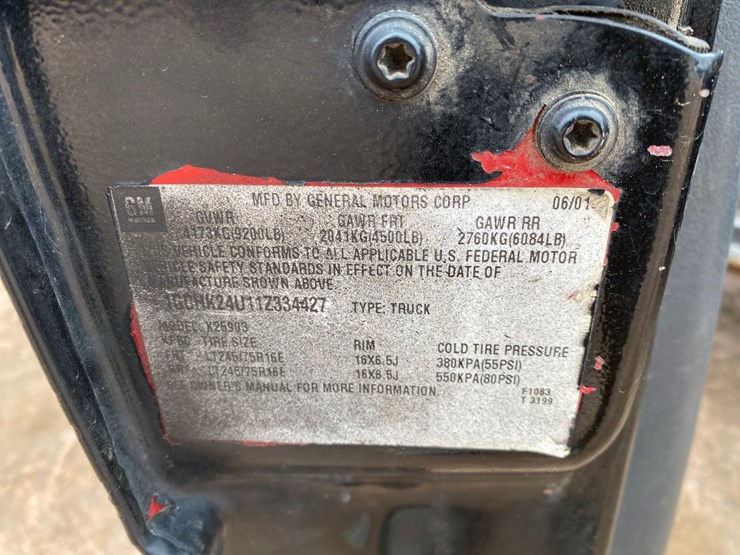 GM
MFD BY GENERAL MOTORS CORP 06/01
GVWR GAWR FRT GAWR RR
4173KG(9200LB) 2041KG(4500LB) 2760KG(6084LB)
VEHICLE CONFORMS TO ALL APPLICABLE U.S. FEDERAL MOTOR
SAFETY STANDARDS IN EFFECT ON THE DATE OF
MANUFACTURE SHOWN ABOVE.
1GCHK24U11Z334427 TYPE: TRUCK
MODEL: K25903
TIRE SIZE RIM COLD TIRE PRESSURE
FRT LT245/75R16E 16X6.5J 380KPA(55PSI)
LT245/75R16E 16X6.5J 550KPA(80PSI)
SEE OWNER'S MANUAL FOR MORE INFORMATION
F1083
T 3199